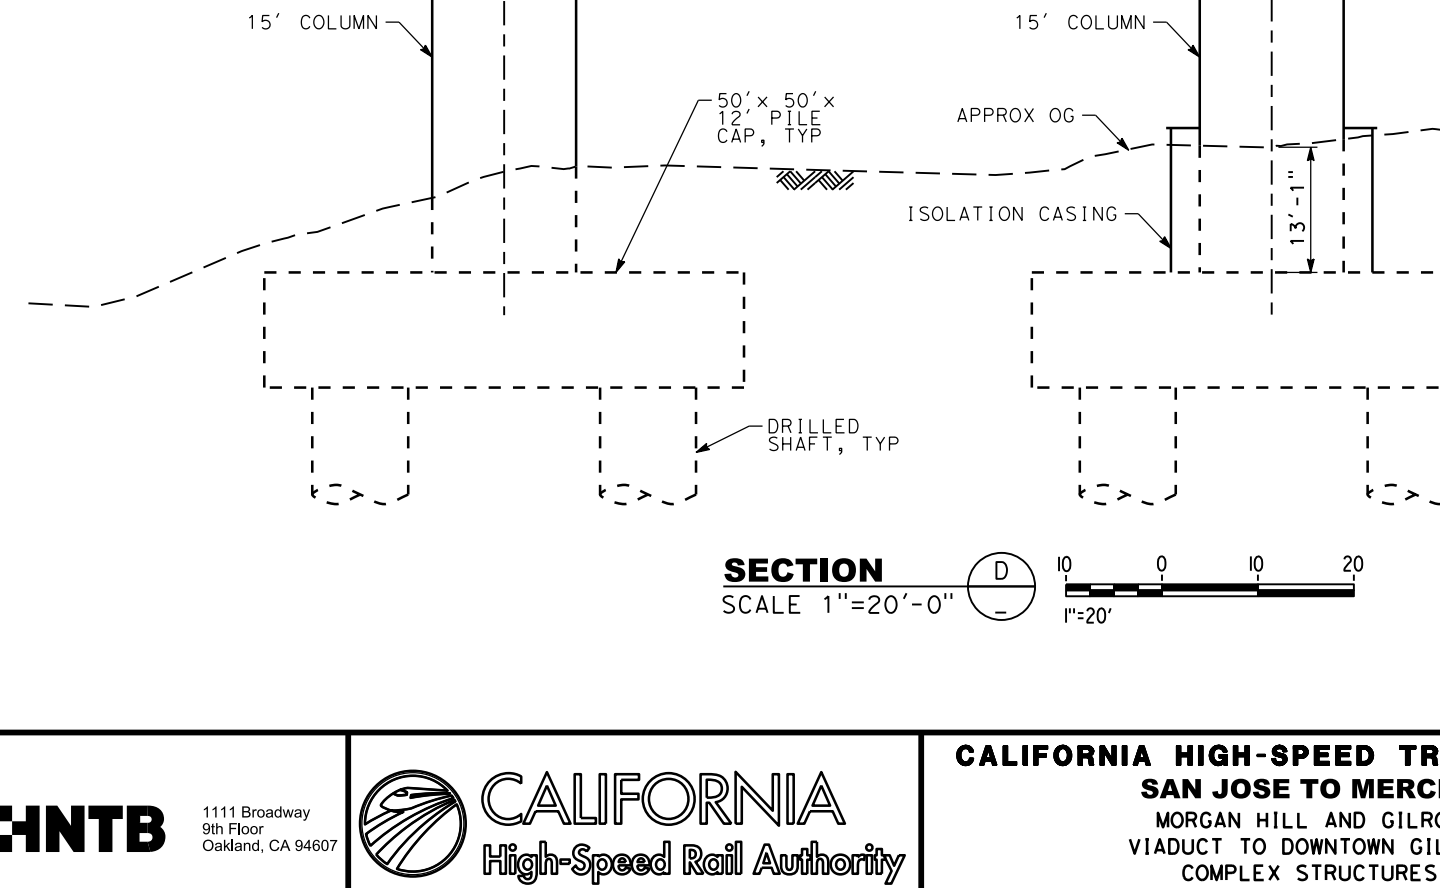 15' COLUMN
15' COLUMN
50'x 50'x
12' PILE
CAP, TYP
APPROX OG
ISOLATION CASING
13'-1"
DRILLED
SHAFT, TYP
SECTION
SCALE 1"=20'-0"
D
–
10 0 10 20
1"=20'
HNTB
1111 Broadway
9th Floor
Oakland, CA 94607
CALIFORNIA
High-Speed Rail Authority
CALIFORNIA HIGH-SPEED TR
SAN JOSE TO MERC
MORGAN HILL AND GILRO
VIADUCT TO DOWNTOWN GIL
COMPLEX STRUCTURES